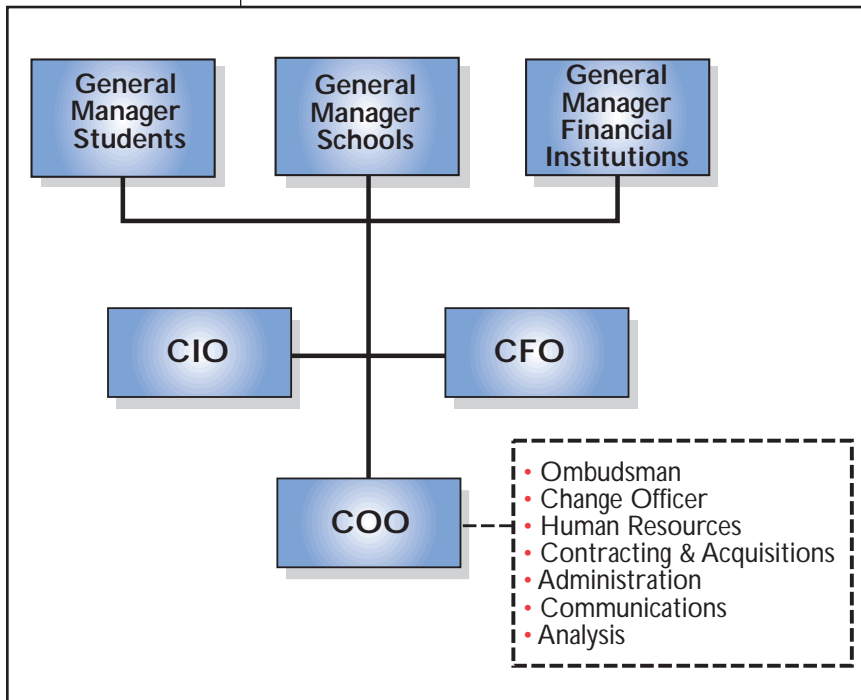 General
Manager
Students
General
Manager
Schools
General
Manager
Financial
Institutions
CIO
CFO
COO
• Ombudsman
• Change Officer
• Human Resources
• Contracting & Acquisitions
• Administration
• Communications
• Analysis